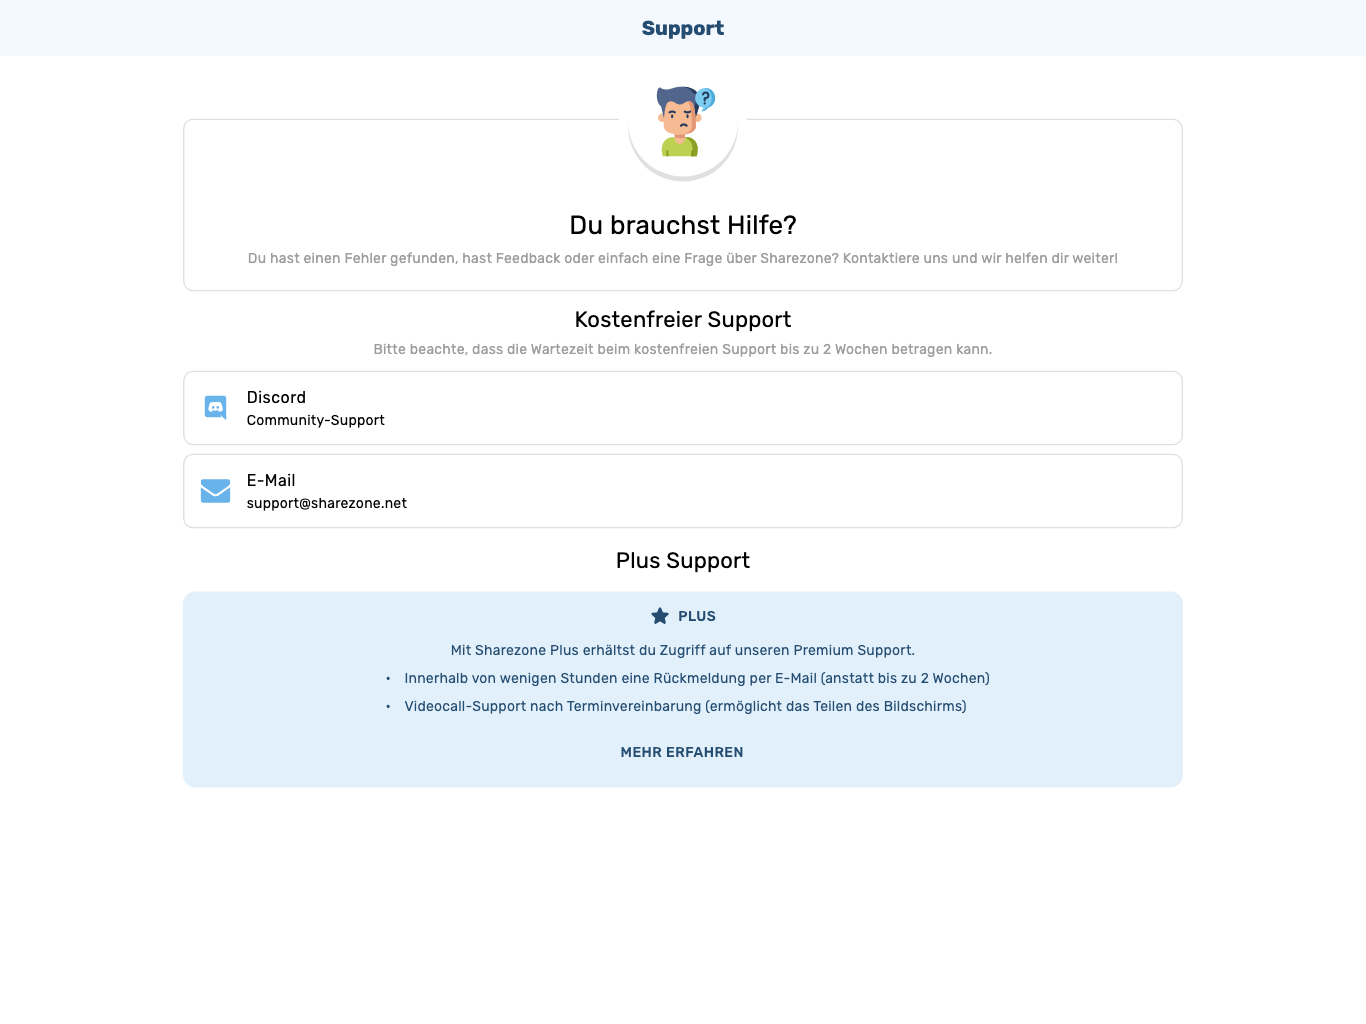 Support
?
Du brauchst Hilfe?
Du hast einen Fehler gefunden, hast Feedback oder einfach eine Frage über Sharezone? Kontaktiere uns und wir helfen dir weiter!
Kostenfreier Support
Bitte beachte, dass die Wartezeit beim kostenfreien Support bis zu 2 Wochen betragen kann.
Discord
Community-Support
E-Mail
support@sharezone.net
Plus Support
PLUS
Mit Sharezone Plus erhältst du Zugriff auf unseren Premium Support.
• Innerhalb von wenigen Stunden eine Rückmeldung per E-Mail (anstatt bis zu 2 Wochen)
• Videocall-Support nach Terminvereinbarung (ermöglicht das Teilen des Bildschirms)
MEHR ERFAHREN